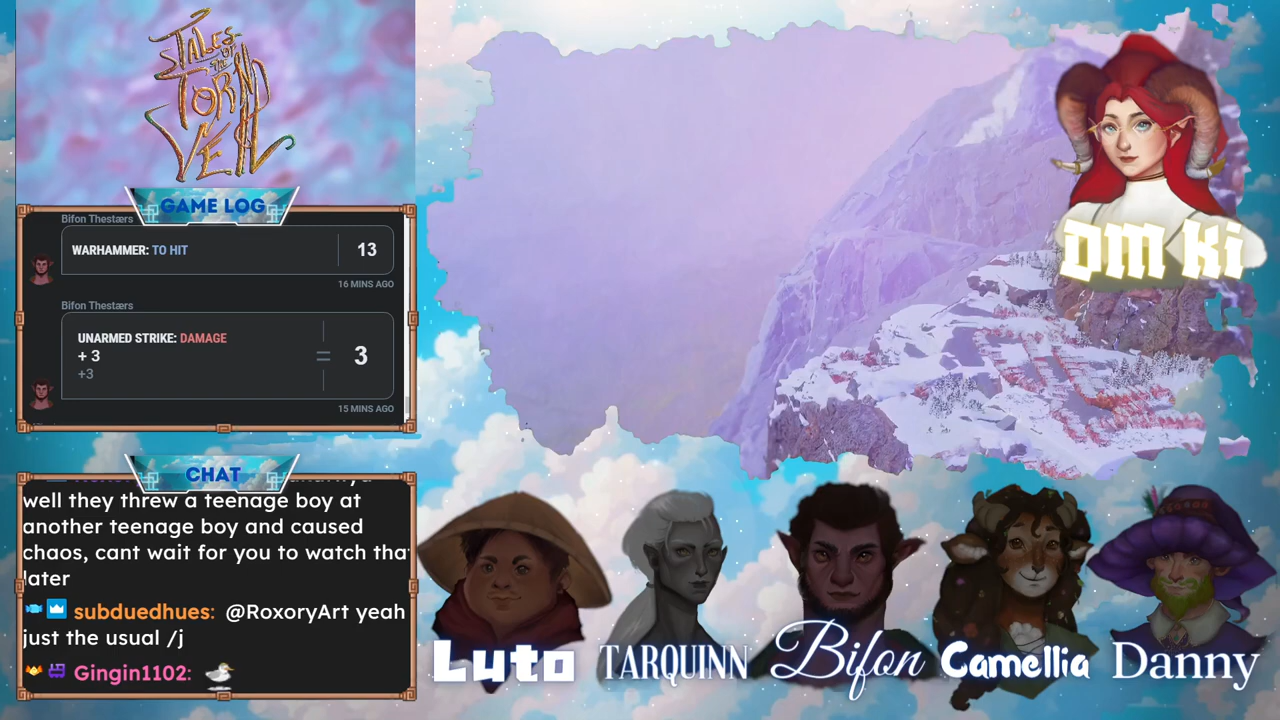 TALES
OF
THE
TORN
VEIL
GAME LOG
Bifon Thestærs
WARHAMMER: TO HIT
13
16 MINS AGO
Bifon Thestærs
UNARMED STRIKE: DAMAGE
+ 3
+3
=
3
15 MINS AGO
CHAT
well they threw a teenage boy at
another teenage boy and caused
chaos, cant wait for you to watch that
later
subduedhues: @RoxoryArt yeah
just the usual /j
Gingin1102:
DM Ki
Luto
TARQUINN
Bifon
Camellia
Danny